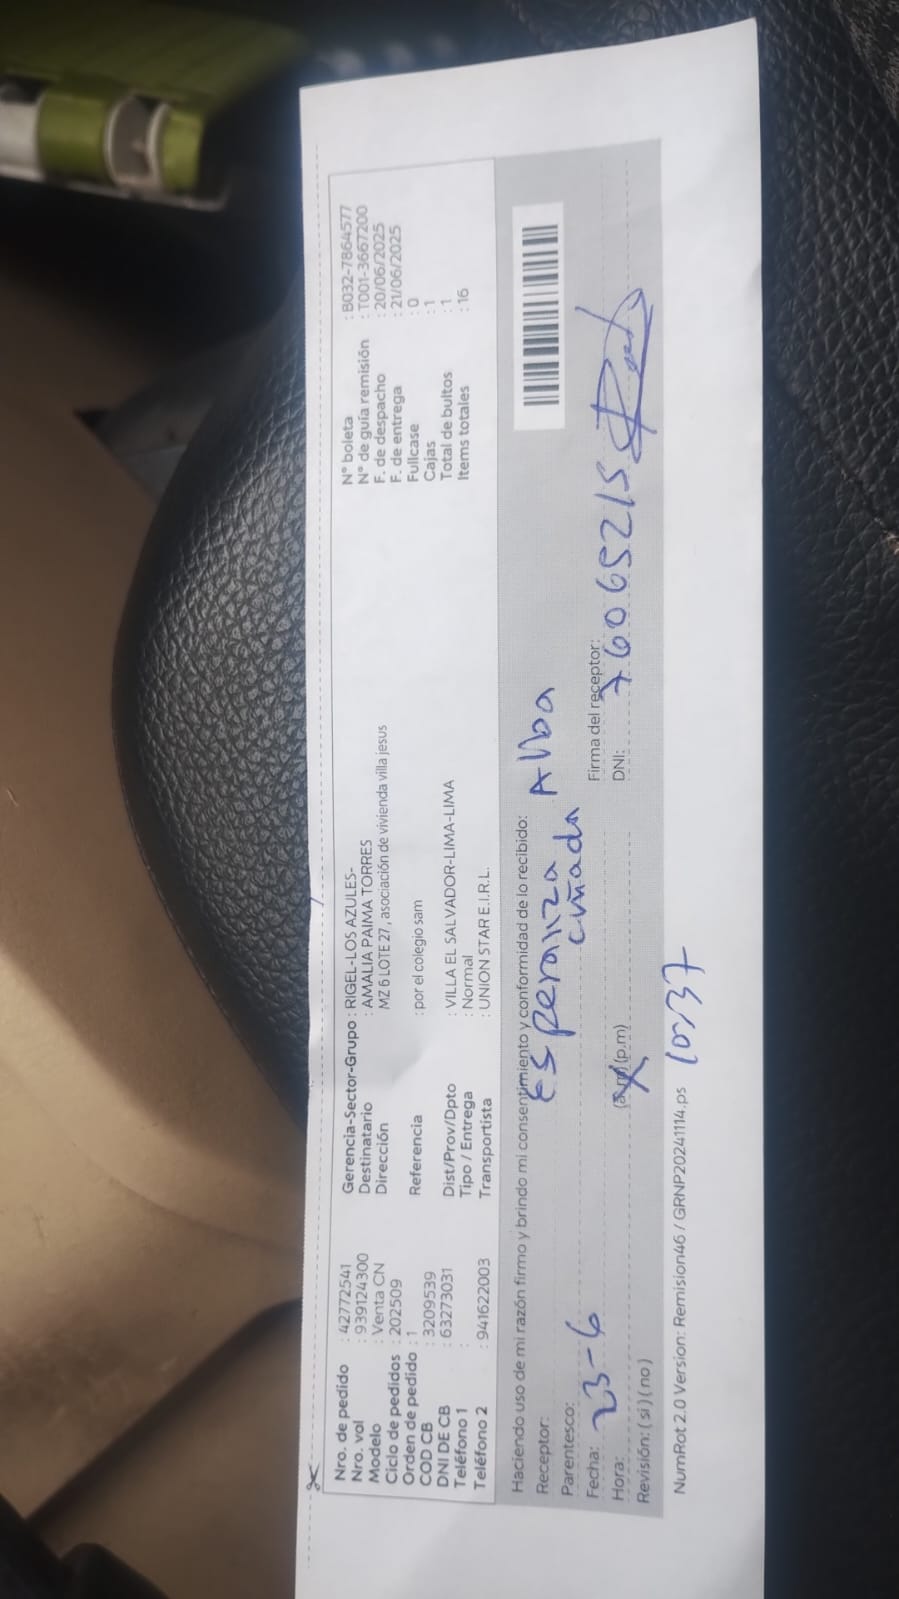 Nro. de pedido : 42772541
Nro. vol : 939124300
Modelo : Venta CN
Ciclo de pedidos : 202509
Orden de pedido : 1
COD CB : 3209539
DNI DE CB : 63273031
Teléfono 1 :
Teléfono 2 : 941622003
Gerencia-Sector-Grupo : RIGEL-LOS AZULES-
Destinatario : AMALIA PAIMA TORRES
Dirección MZ 6 LOTE 27 , asociación de vivienda villa jesus
Referencia : por el colegio sam
Dist/Prov/Dpto : VILLA EL SALVADOR-LIMA-LIMA
Tipo / Entrega : Normal
Transportista : UNION STAR E.I.R.L.
N° boleta : B032-7864577
N° de guía remisión : T001-3667200
F. de despacho : 20/06/2025
F. de entrega : 21/06/2025
Fullcase : 0
Cajas : 1
Total de bultos : 1
Items totales : 16
Haciendo uso de mi razón firmo y brindo mi consentimiento y conformidad de lo recibido:
Receptor: Esperanza Alba
Parentesco: cuñada
Fecha: 23-6
Firma del receptor:
Hora: (a.m) (p.m)
DNI: 76065215
Revisión: ( si ) ( no )
NumRot 2.0 Version: Remision46 / GRNP20241114.ps